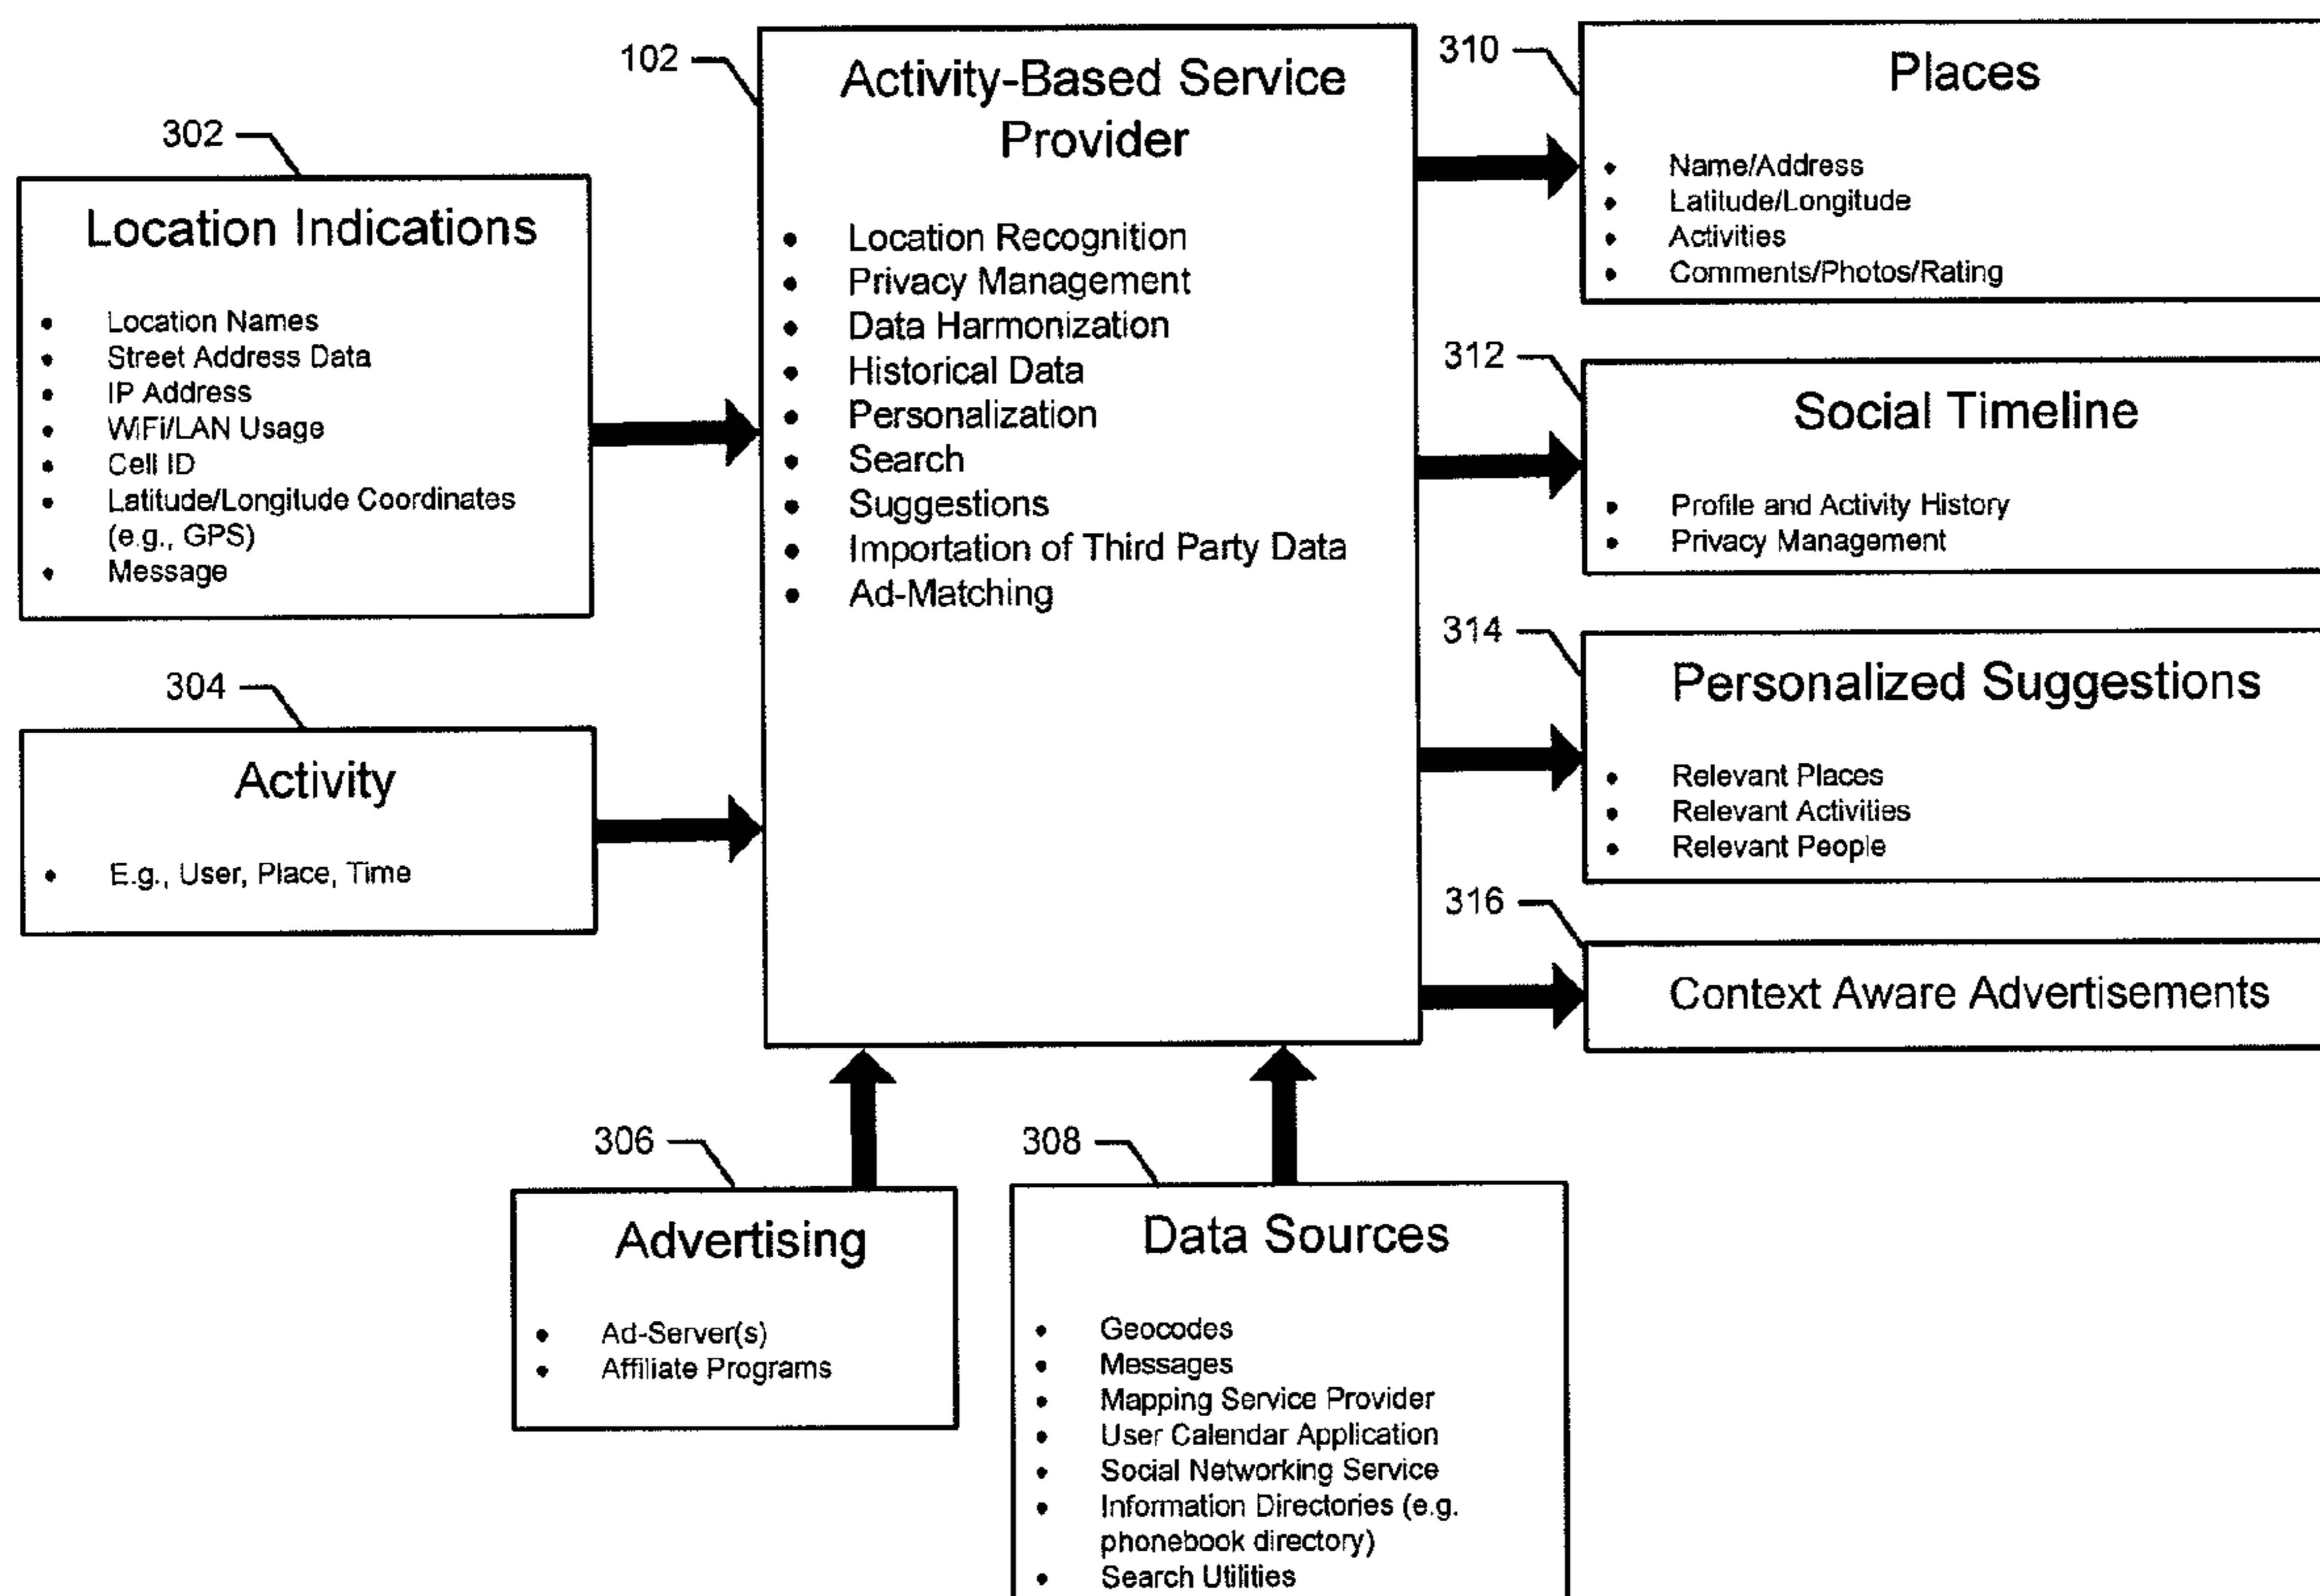 102
Activity-Based Service
Provider
• Location Recognition
• Privacy Management
• Data Harmonization
• Historical Data
• Personalization
• Search
• Suggestions
• Importation of Third Party Data
• Ad-Matching
302
Location Indications
• Location Names
• Street Address Data
• IP Address
• WiFi/LAN Usage
• Cell ID
• Latitude/Longitude Coordinates
(e.g., GPS)
• Message
304
Activity
• E.g., User, Place, Time
306
Advertising
• Ad-Server(s)
• Affiliate Programs
308
Data Sources
• Geocodes
• Messages
• Mapping Service Provider
• User Calendar Application
• Social Networking Service
• Information Directories (e.g.
phonebook directory)
• Search Utilities
310
Places
• Name/Address
• Latitude/Longitude
• Activities
• Comments/Photos/Rating
312
Social Timeline
• Profile and Activity History
• Privacy Management
314
Personalized Suggestions
• Relevant Places
• Relevant Activities
• Relevant People
316
Context Aware Advertisements